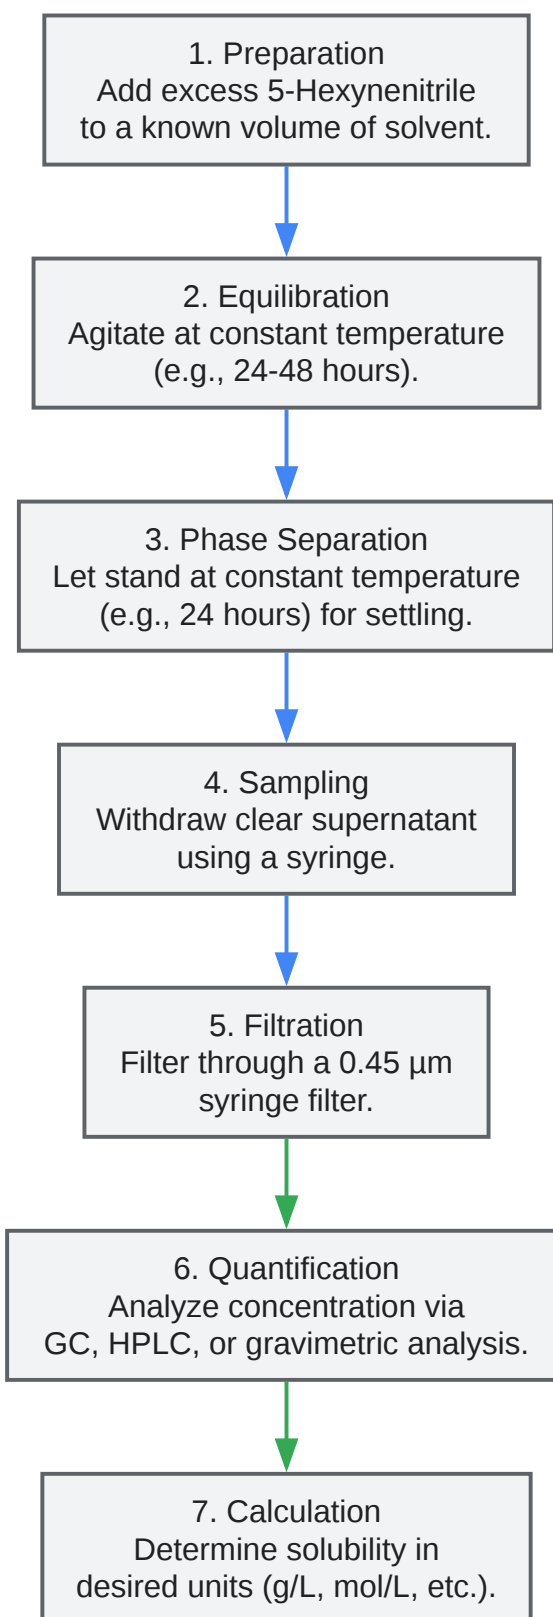 1. Preparation
Add excess 5-Hexynenitrile
to a known volume of solvent.
2. Equilibration
Agitate at constant temperature
(e.g., 24-48 hours).
3. Phase Separation
Let stand at constant temperature
(e.g., 24 hours) for settling.
4. Sampling
Withdraw clear supernatant
using a syringe.
5. Filtration
Filter through a 0.45 µm
syringe filter.
6. Quantification
Analyze concentration via
GC, HPLC, or gravimetric analysis.
7. Calculation
Determine solubility in
desired units (g/L, mol/L, etc.).